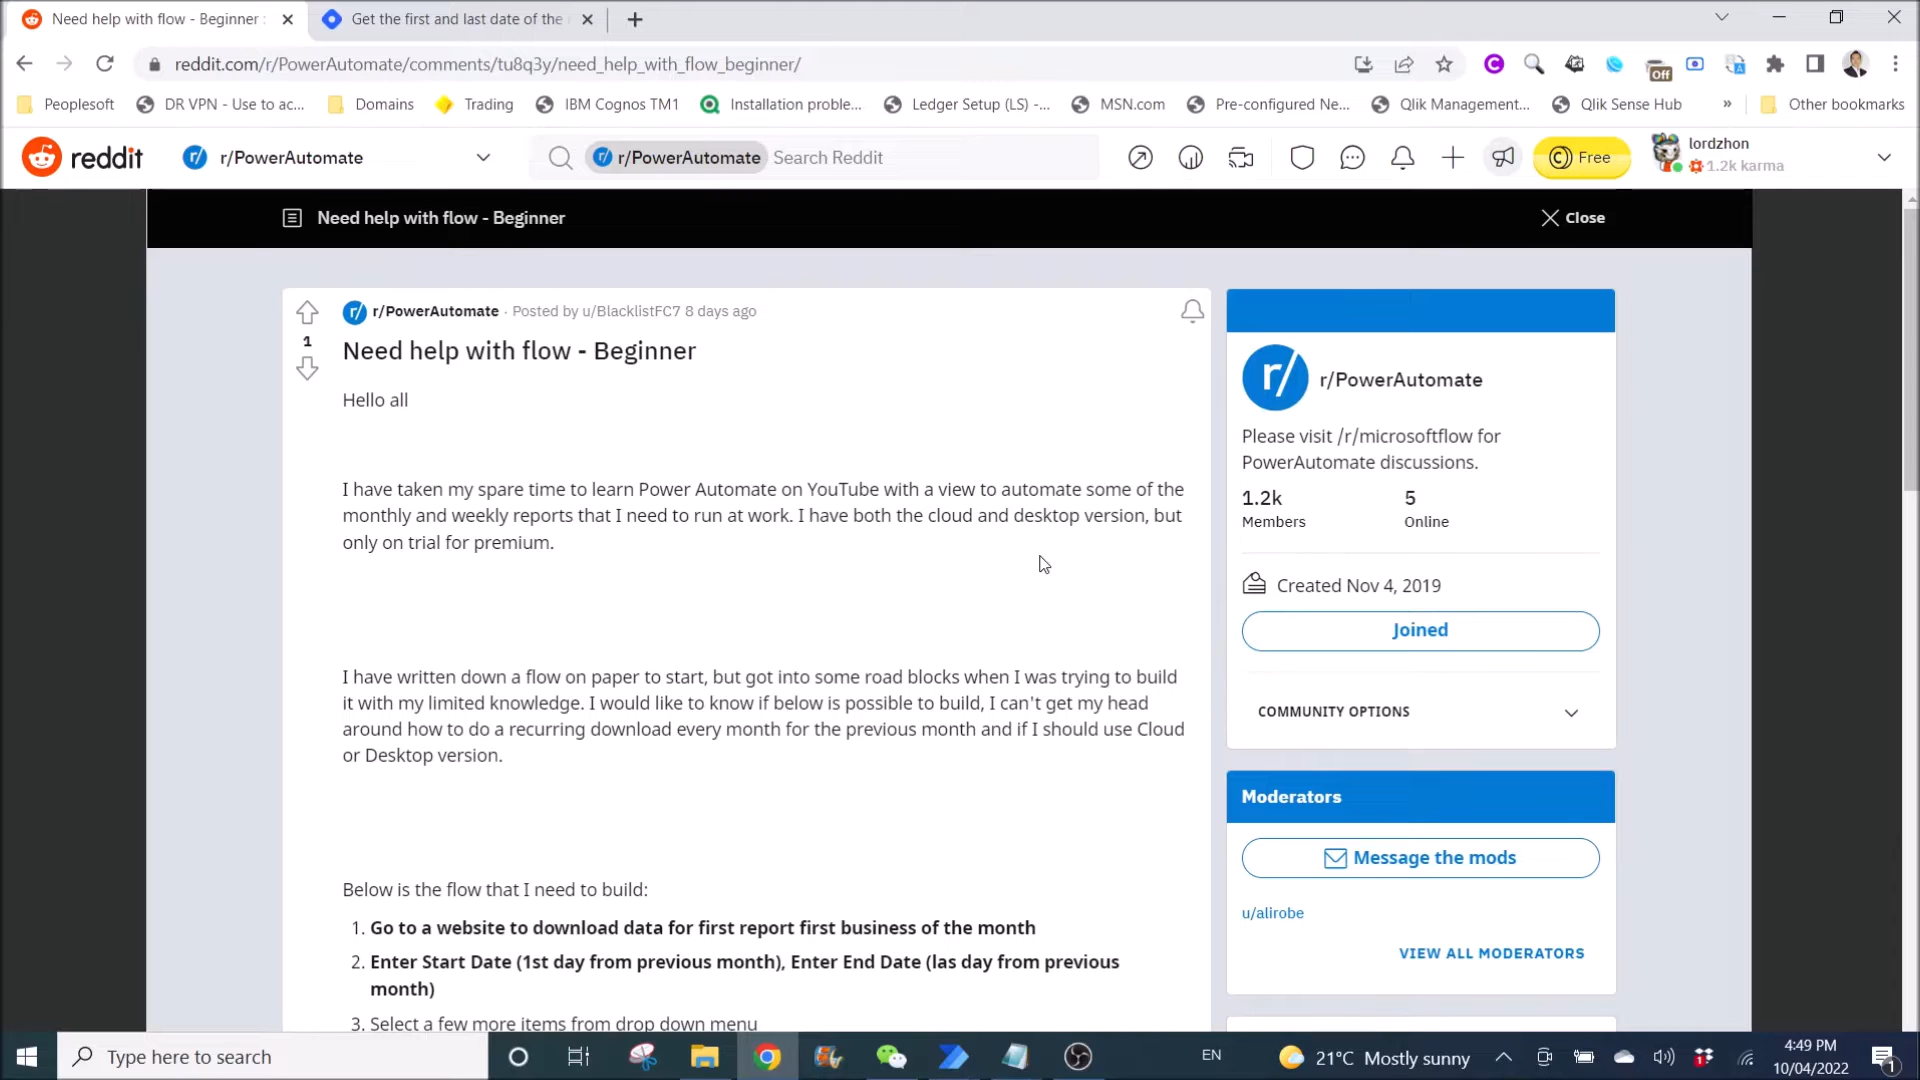 Need help with flow - Beginner :
Get the first and last date of the
reddit.com/r/PowerAutomate/comments/tu8q3y/need_help_with_flow_beginner/
Off
Peoplesoft
DR VPN - Use to ac...
Domains
Trading
IBM Cognos TM1
Installation proble...
Ledger Setup (LS) -...
MSN.com
Pre-configured Ne...
Qlik Management...
Qlik Sense Hub
»
Other bookmarks
reddit
r/PowerAutomate
r/PowerAutomate Search Reddit
Free
lordzhon
1.2k karma
Need help with flow - Beginner
Close
r/PowerAutomate · Posted by u/BlacklistFC7 8 days ago
1
Need help with flow - Beginner
Hello all
I have taken my spare time to learn Power Automate on YouTube with a view to automate some of the
monthly and weekly reports that I need to run at work. I have both the cloud and desktop version, but
only on trial for premium.
I have written down a flow on paper to start, but got into some road blocks when I was trying to build
it with my limited knowledge. I would like to know if below is possible to build, I can't get my head
around how to do a recurring download every month for the previous month and if I should use Cloud
or Desktop version.
Below is the flow that I need to build:
1. Go to a website to download data for first report first business of the month
2. Enter Start Date (1st day from previous month), Enter End Date (las day from previous
month)
3. Select a few more items from drop down menu
r/
r/PowerAutomate
Please visit /r/microsoftflow for
PowerAutomate discussions.
1.2k
5
Members
Online
Created Nov 4, 2019
Joined
COMMUNITY OPTIONS
Moderators
Message the mods
u/alirobe
VIEW ALL MODERATORS
Type here to search
EN
21°C Mostly sunny
1
4:49 PM
10/04/2022
1